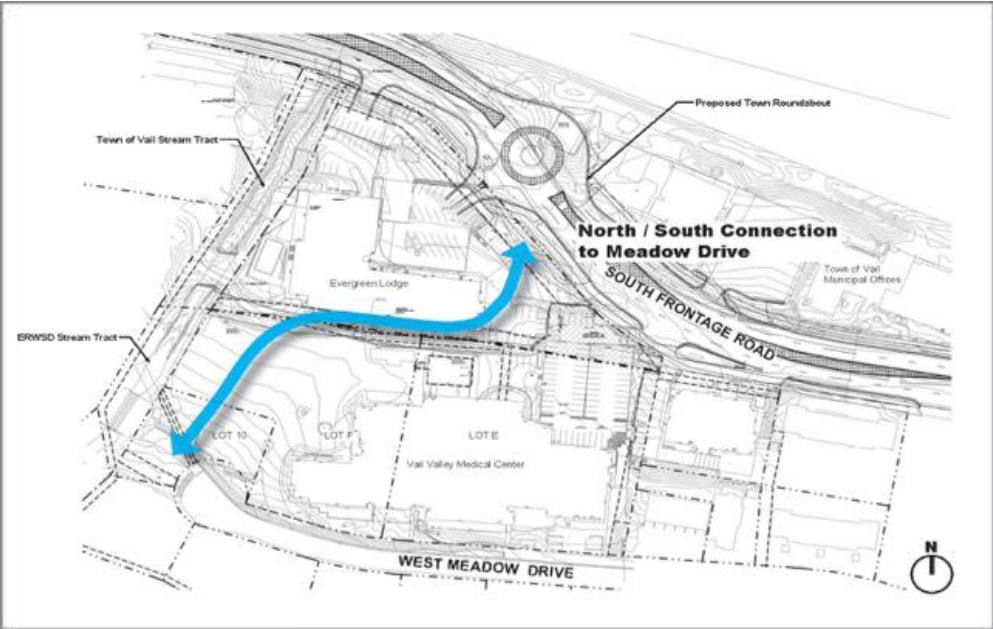 Proposed Town Roundabout
Town of Vail Stream Tract
North / South Connection
to Meadow Drive
Town of Vail
Municipal Offices
SOUTH FRONTAGE ROAD
Evergreen Lodge
ERWSD Stream Tract
LOT 10
LOT F
LOT E
Vail Valley Medical Center
WEST MEADOW DRIVE
N